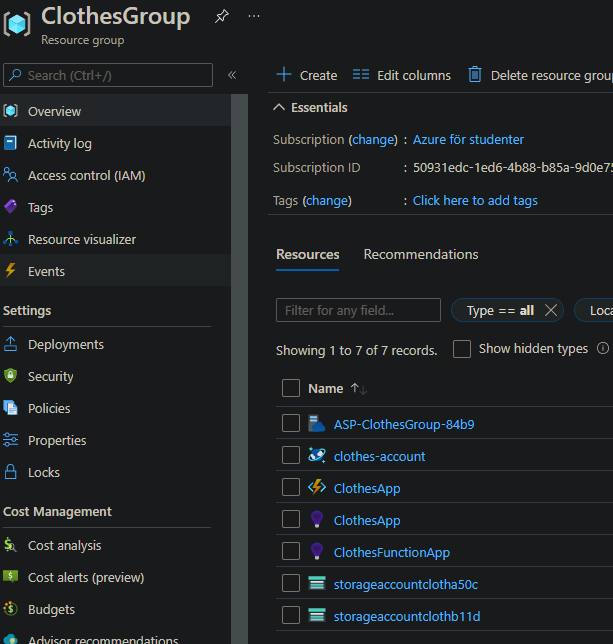 ClothesGroup
...
Resource group
Search (Ctrl+/)
«
Overview
Activity log
Access control (IAM)
Tags
Resource visualizer
Events
Settings
Deployments
Security
Policies
Properties
Locks
Cost Management
Cost analysis
Cost alerts (preview)
Budgets
Advisor recommendations
+ Create
Edit columns
Delete resource group
Essentials
Subscription (change) : Azure för studenter
Subscription ID : 50931edc-1ed6-4b88-b85a-9d0e75
Tags (change) : Click here to add tags
Resources Recommendations
Filter for any field...
Type == all
Loca
Showing 1 to 7 of 7 records.
Show hidden types
Name ↑↓
ASP-ClothesGroup-84b9
clothes-account
ClothesApp
ClothesApp
ClothesFunctionApp
storageaccountclotha50c
storageaccountclothb11d